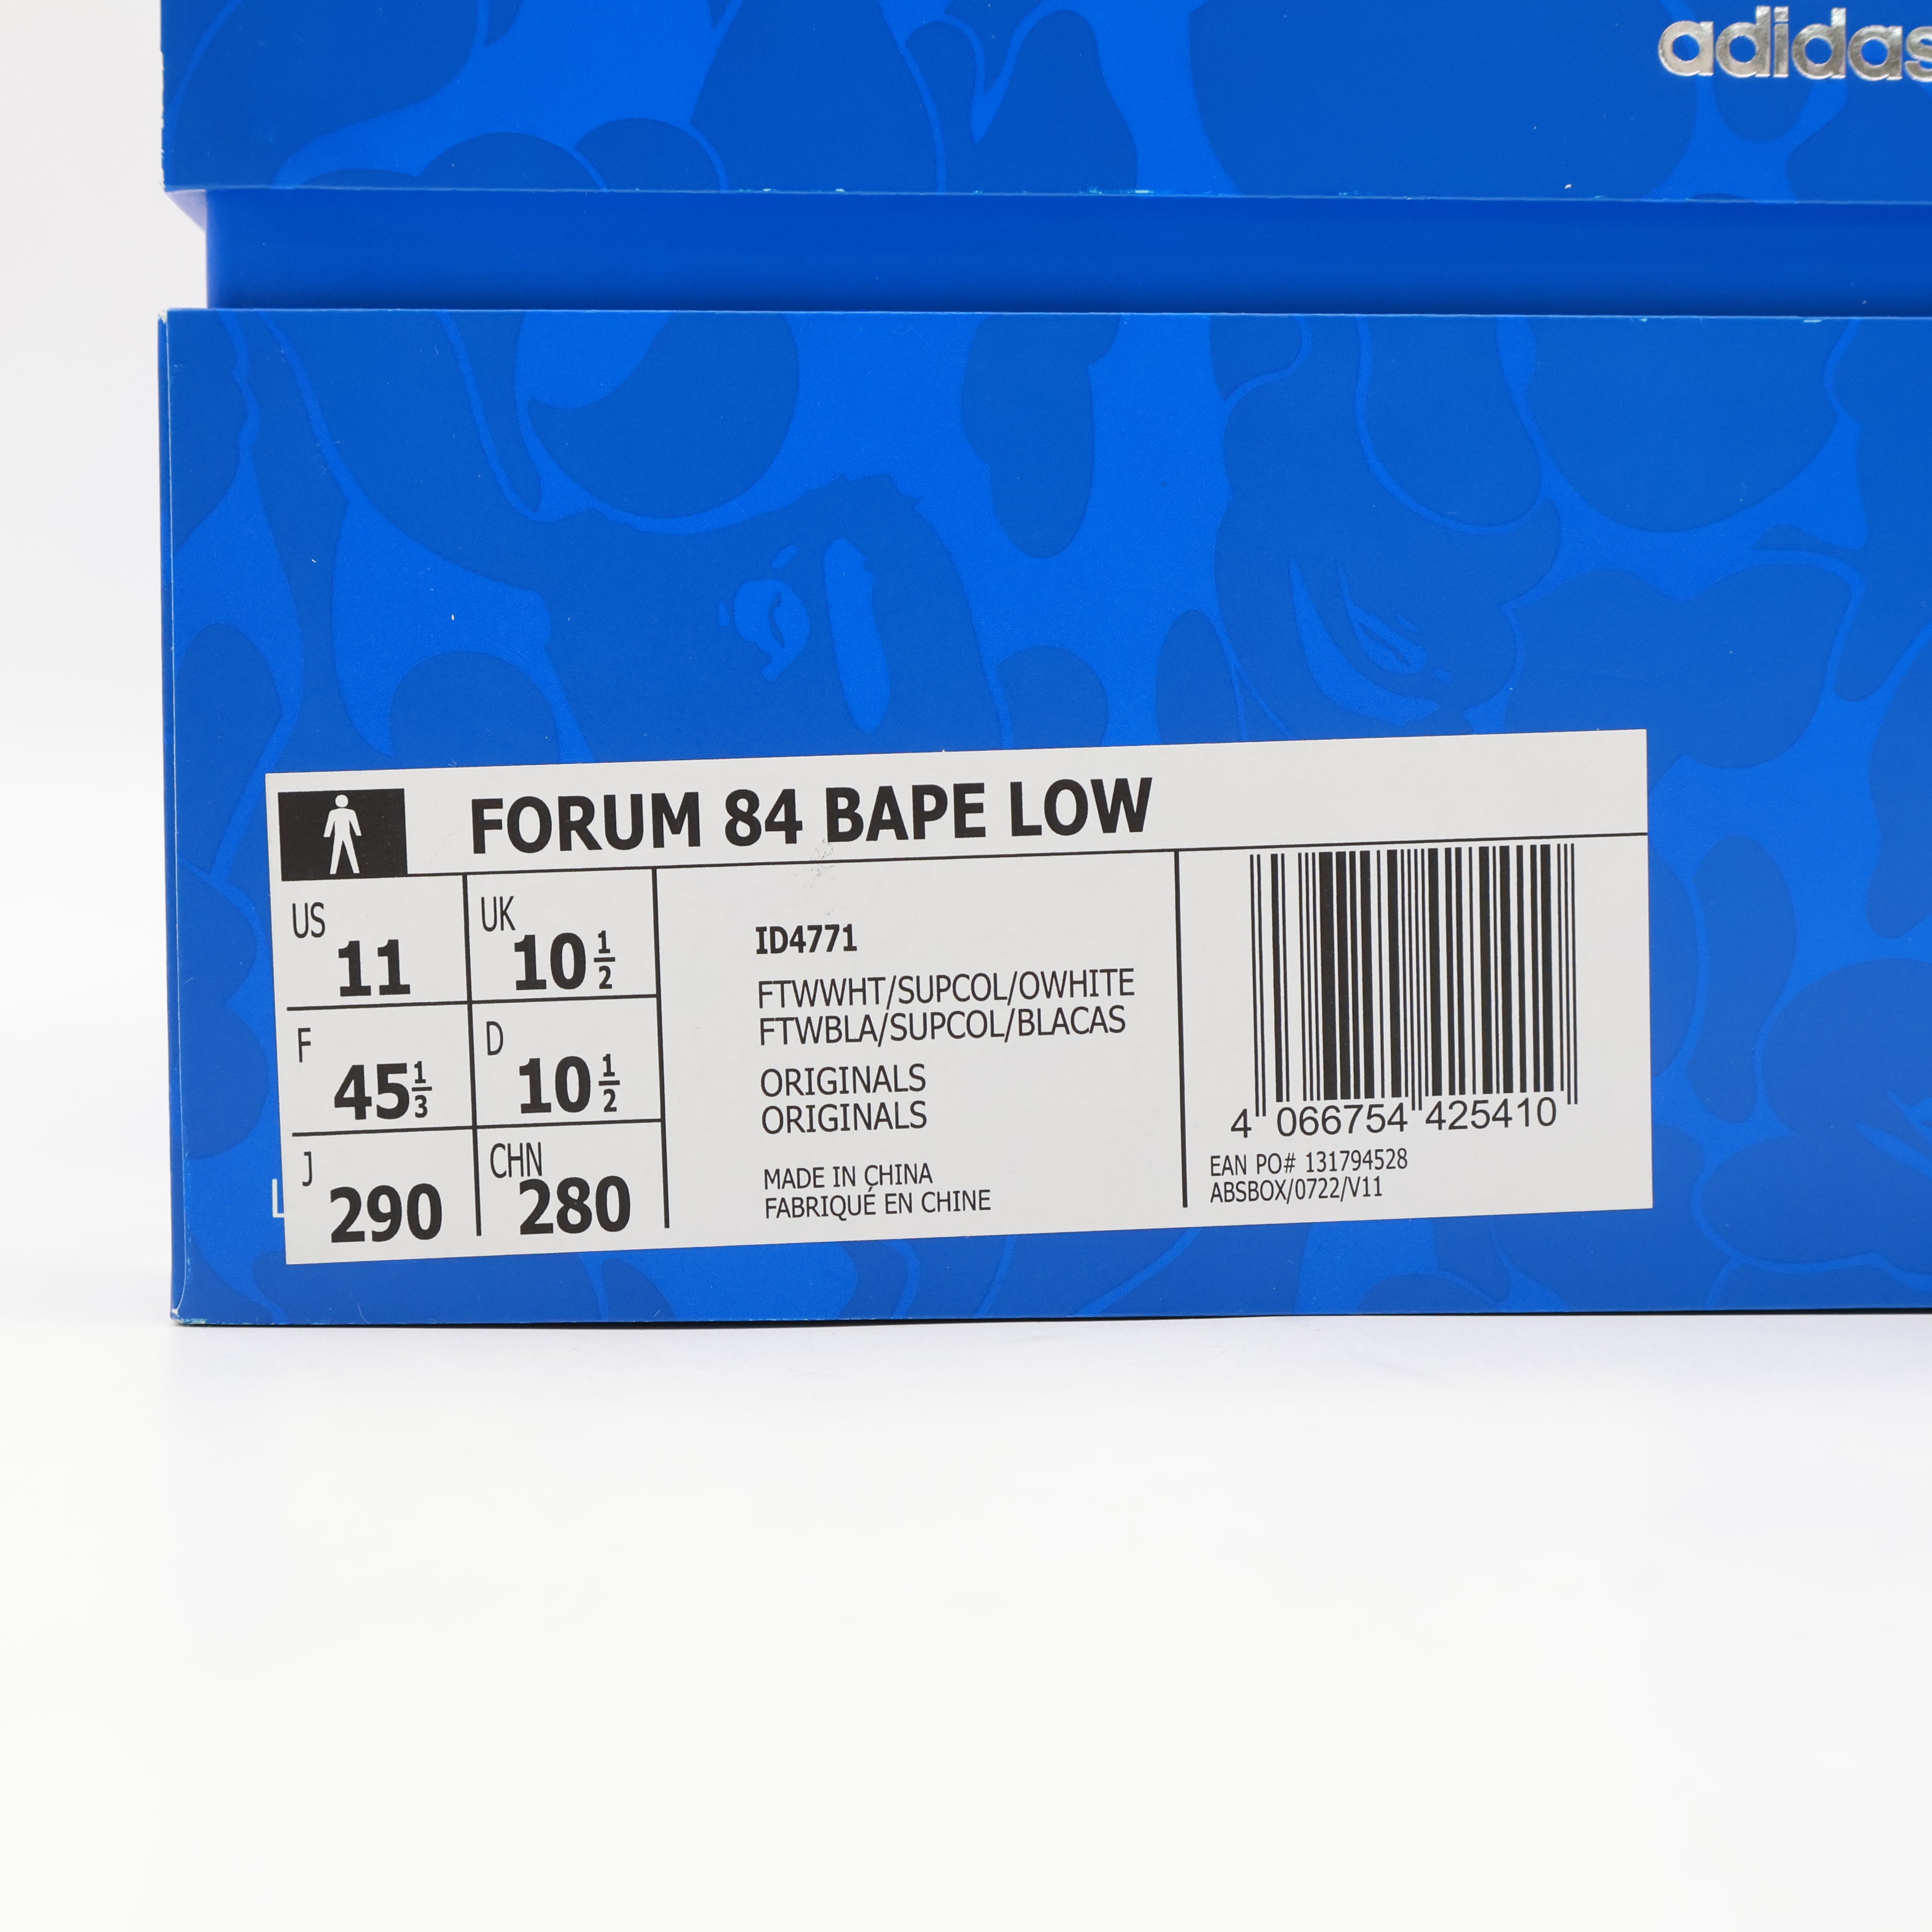 adidas
FORUM 84 BAPE LOW
US 11
UK 10 1/2
F 45 1/3
D 10 1/2
J 290
CHN 280
ID4771
FTWWHT/SUPCOL/OWHITE
FTWBLA/SUPCOL/BLACAS
ORIGINALS
ORIGINALS
MADE IN CHINA
FABRIQUÉ EN CHINE
4 066754 425410
EAN PO# 131794528
ABSBOX/0722/V11